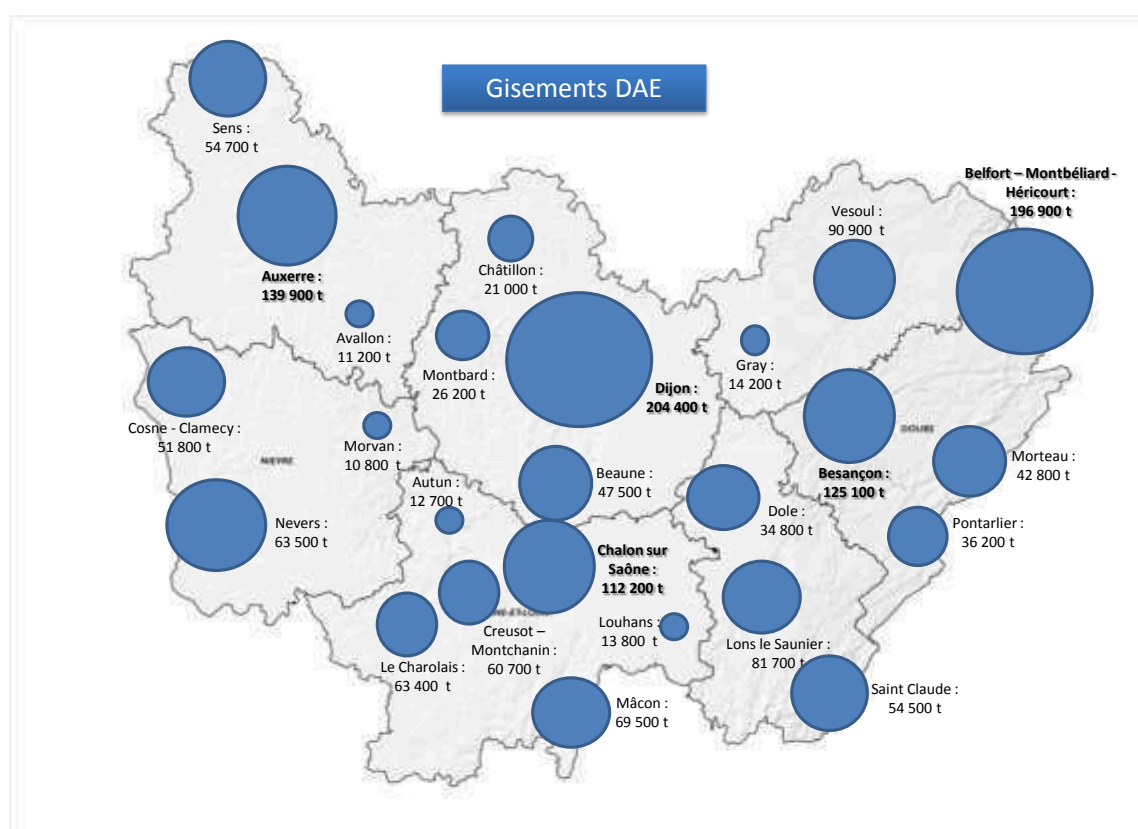 Gisements DAE
Sens :
54 700 t
Belfort – Montbéliard -
Héricourt :
196 900 t
Vesoul :
90 900 t
Auxerre :
139 900 t
Châtillon :
21 000 t
Avallon :
11 200 t
Montbard :
26 200 t
Gray :
14 200 t
Dijon :
204 400 t
Cosne - Clamecy :
51 800 t
Morvan :
10 800 t
NIEVRE
DOUBS
Besançon :
125 100 t
Morteau :
42 800 t
Autun :
12 700 t
Beaune :
47 500 t
Dole :
34 800 t
Nevers :
63 500 t
Pontarlier :
36 200 t
Chalon sur
Saône :
112 200 t
Louhans :
13 800 t
Creusot –
Montchanin :
60 700 t
Le Charolais :
63 400 t
Lons le Saunier :
81 700 t
Saint Claude :
54 500 t
Mâcon :
69 500 t